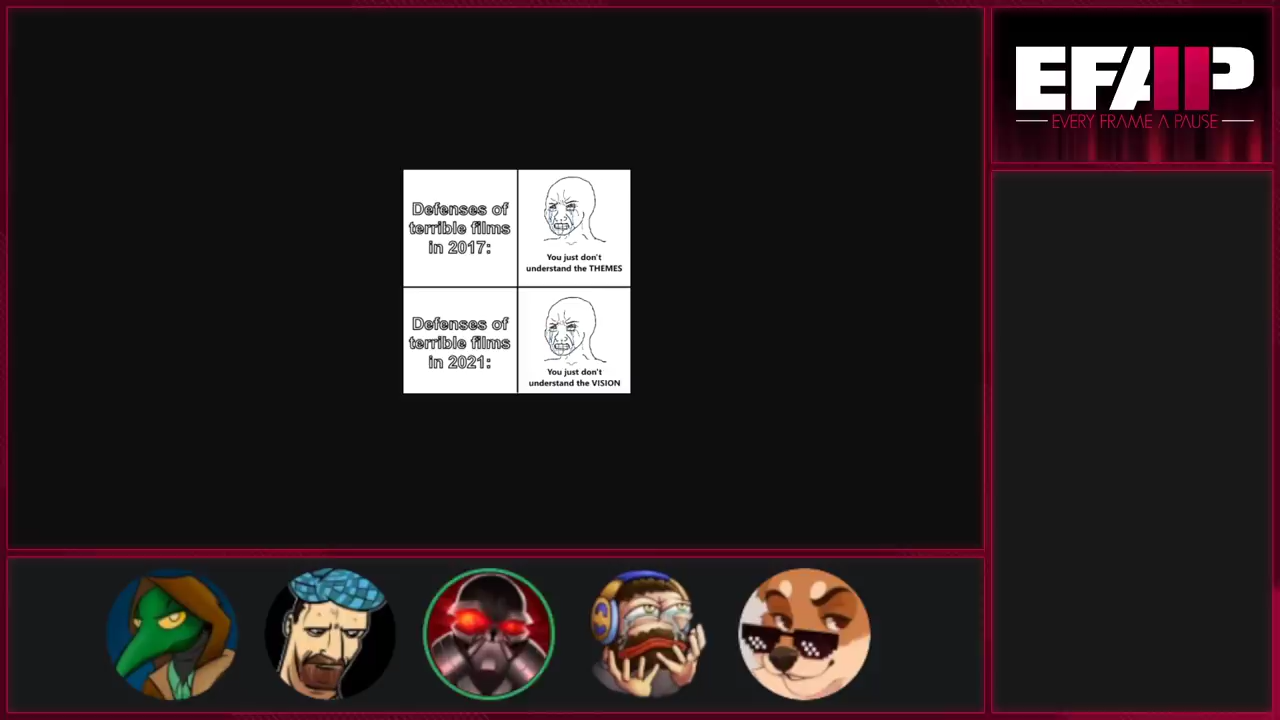 EFAP
EVERY FRAME A PAUSE
Defenses of
terrible films
in 2017:
You just don't
understand the THEMES
Defenses of
terrible films
in 2021:
You just don't
understand the VISION